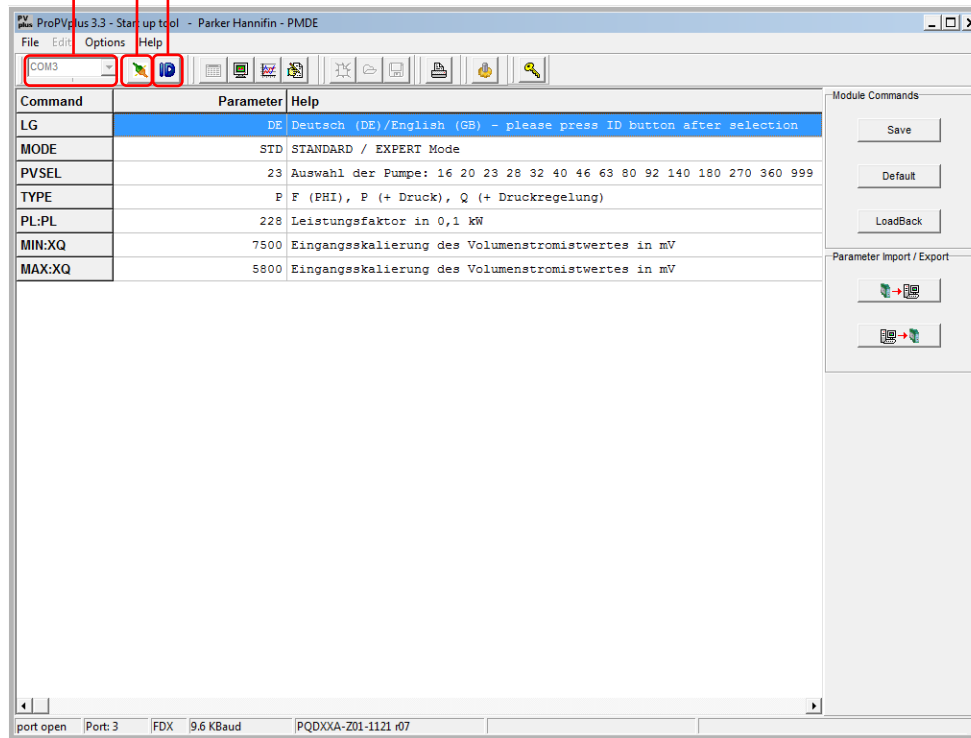 ProPVplus 3.3 - Start up tool - Parker Hannifin - PMDE
File Edit Options Help
COM3
Command Parameter Help
LG DE Deutsch (DE)/English (GB) - please press ID button after selection
MODE STD STANDARD / EXPERT Mode
PVSEL 23 Auswahl der Pumpe: 16 20 23 28 32 40 46 63 80 92 140 180 270 360 999
TYPE P F (PHI), P (+ Druck), Q (+ Druckregelung)
PL:PL 228 Leistungsfaktor in 0,1 kW
MIN:XQ 7500 Eingangsskalierung des Volumenstromistwertes in mV
MAX:XQ 5800 Eingangsskalierung des Volumenstromistwertes in mV
Module Commands
Save
Default
LoadBack
Parameter Import / Export
port open Port: 3 FDX 9.6 KBaud PQDXXA-Z01-1121 r07